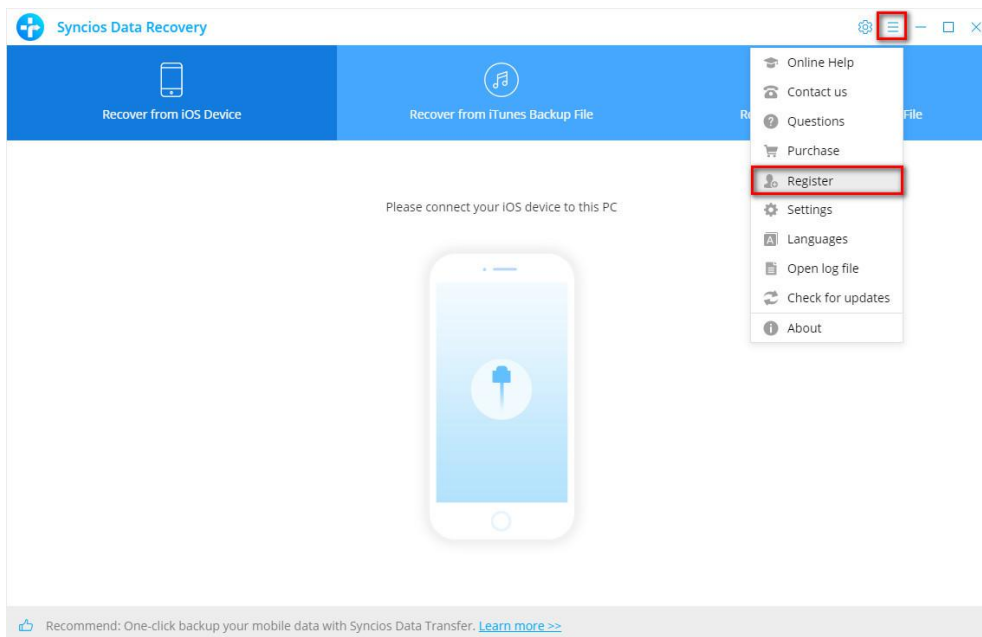 Syncios Data Recovery
Recover from iOS Device
Recover from iTunes Backup File
File
Online Help
Contact us
Questions
Purchase
Register
Settings
Languages
Open log file
Check for updates
About
Please connect your iOS device to this PC
Recommend: One-click backup your mobile data with Syncios Data Transfer. Learn more >>